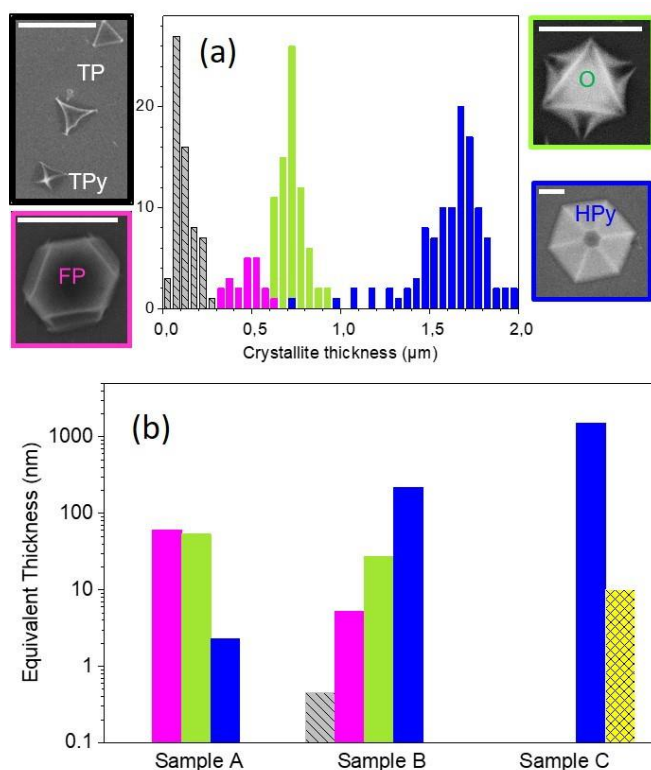 TP
TPy
FP
(a)
20
10
0
0,0
0,5
1,0
1,5
2,0
Crystallite thickness (µm)
O
HPy
(b)
Equivalent Thickness (nm)
1000
100
10
1
0.1
Sample A
Sample B
Sample C